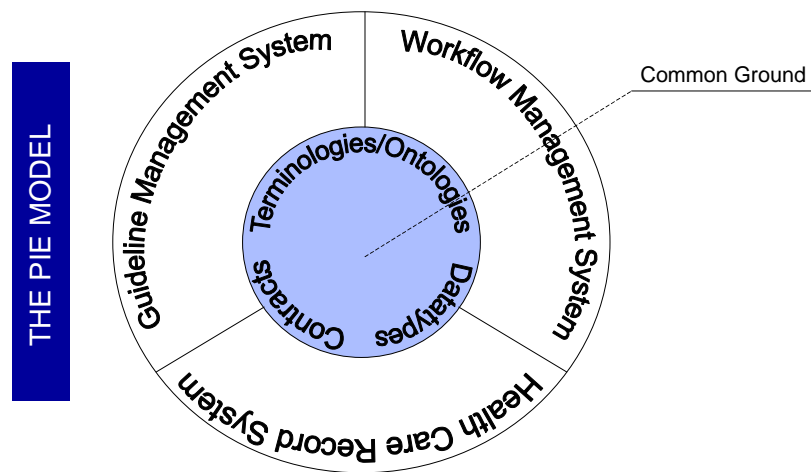 THE PIE MODEL
Guideline Management System
Workflow Management System
Common Ground
Terminologies/Ontologies
Contracts
Datatypes
Health Care Record System